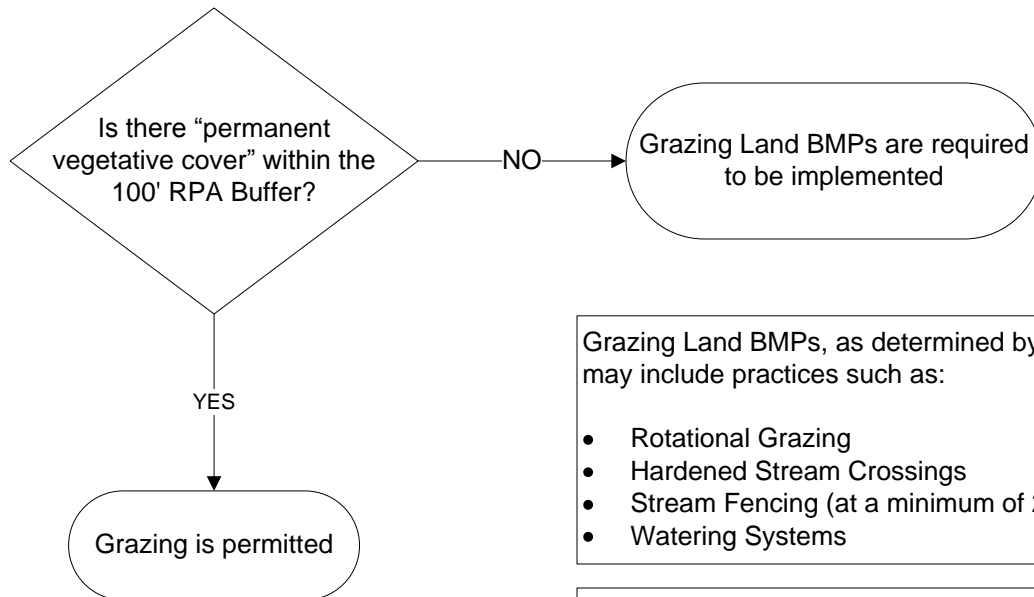 Is there “permanent
vegetative cover” within the
100' RPA Buffer?
NO
Grazing Land BMPs are required
to be implemented
YES
Grazing is permitted
Grazing Land BMPs, as determined by
may include practices such as:
• Rotational Grazing
• Hardened Stream Crossings
• Stream Fencing (at a minimum of
• Watering Systems